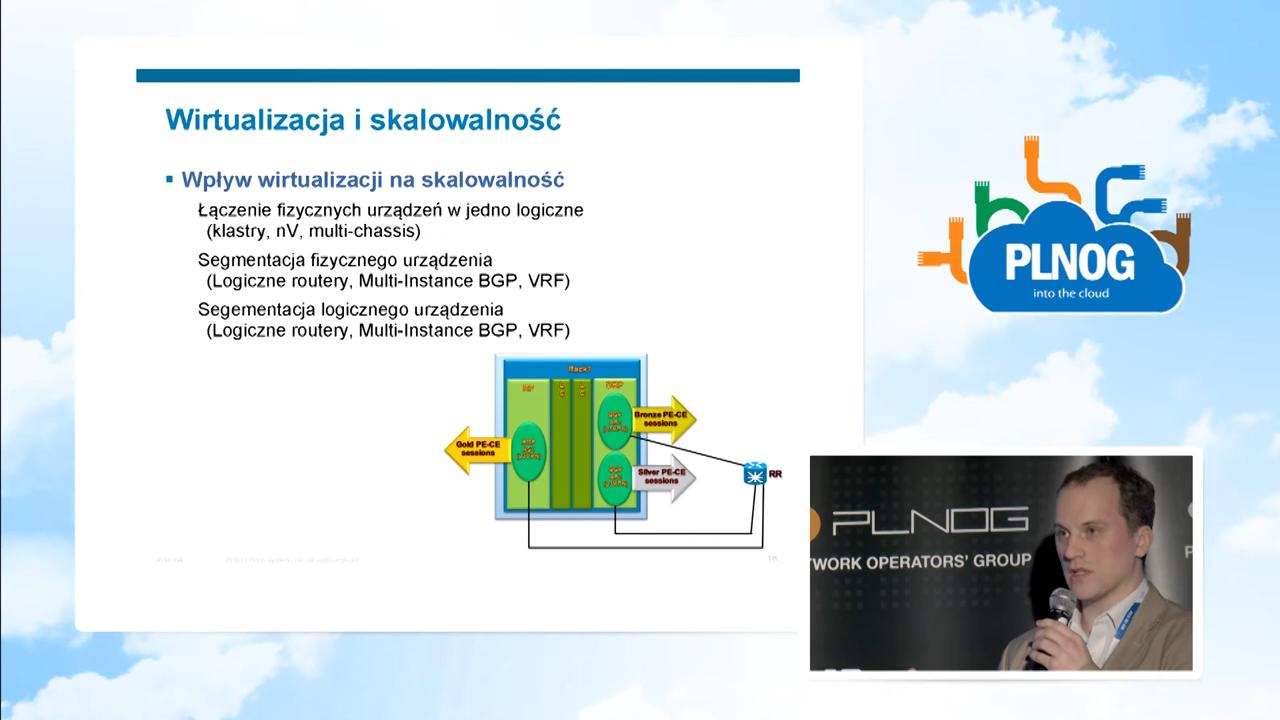 Wirtualizacja i skalowalność
Wpływ wirtualizacji na skalowalność
Łączenie fizycznych urządzeń w jedno logiczne
(klastry, nV, multi-chassis)
Segmentacja fizycznego urządzenia
(Logiczne routery, Multi-Instance BGP, VRF)
Segementacja logicznego urządzenia
(Logiczne routery, Multi-Instance BGP, VRF)
Gold PE-CE
sessions
Bronze PE-CE
sessions
Silver PE-CE
sessions
RR
16
PLNOG
into the cloud
PLNOG
TWORK OPERATORS' GROUP